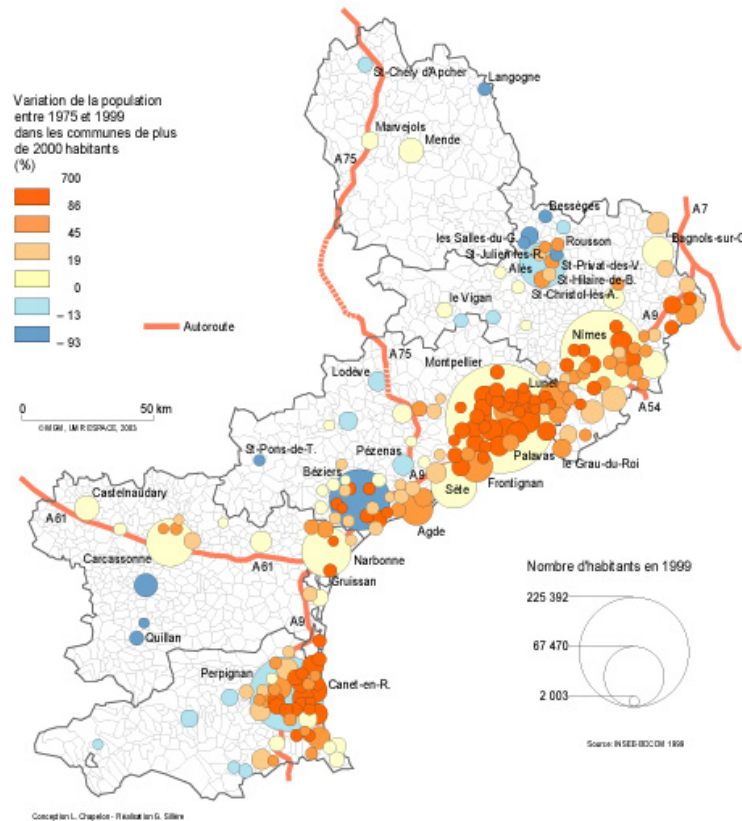 St-Chély d'Apcher
Langogne
Variation de la population
entre 1975 et 1999
dans les communes de plus
de 2000 habitants
(%)
Marvejols
Mende
A75
700
86
45
19
0
– 13
– 93
Autoroute
Bessèges
A7
les Salles-du-G.
Rousson
Bagnols-sur-C
St-Julien-les-R.
Alès
St-Privat-des-V.
St-Hilaire-de-B.
St-Christol-lès-A.
le Vigan
A9
Nîmes
A75
Montpellier
Lodève
Lunel
A54
0
50 km
St-Pons-de-T.
Pézenas
Palavas
le Grau-du-Roi
Béziers
A9
Frontignan
Sète
Castelnaudary
A61
Agde
Carcassonne
Narbonne
A61
Gruissan
Nombre d'habitants en 1999
225 392
A9
Quillan
67 470
Perpignan
Canet-en-R.
2 003
Conception L. Chapelon - Réalisation G. Sillère